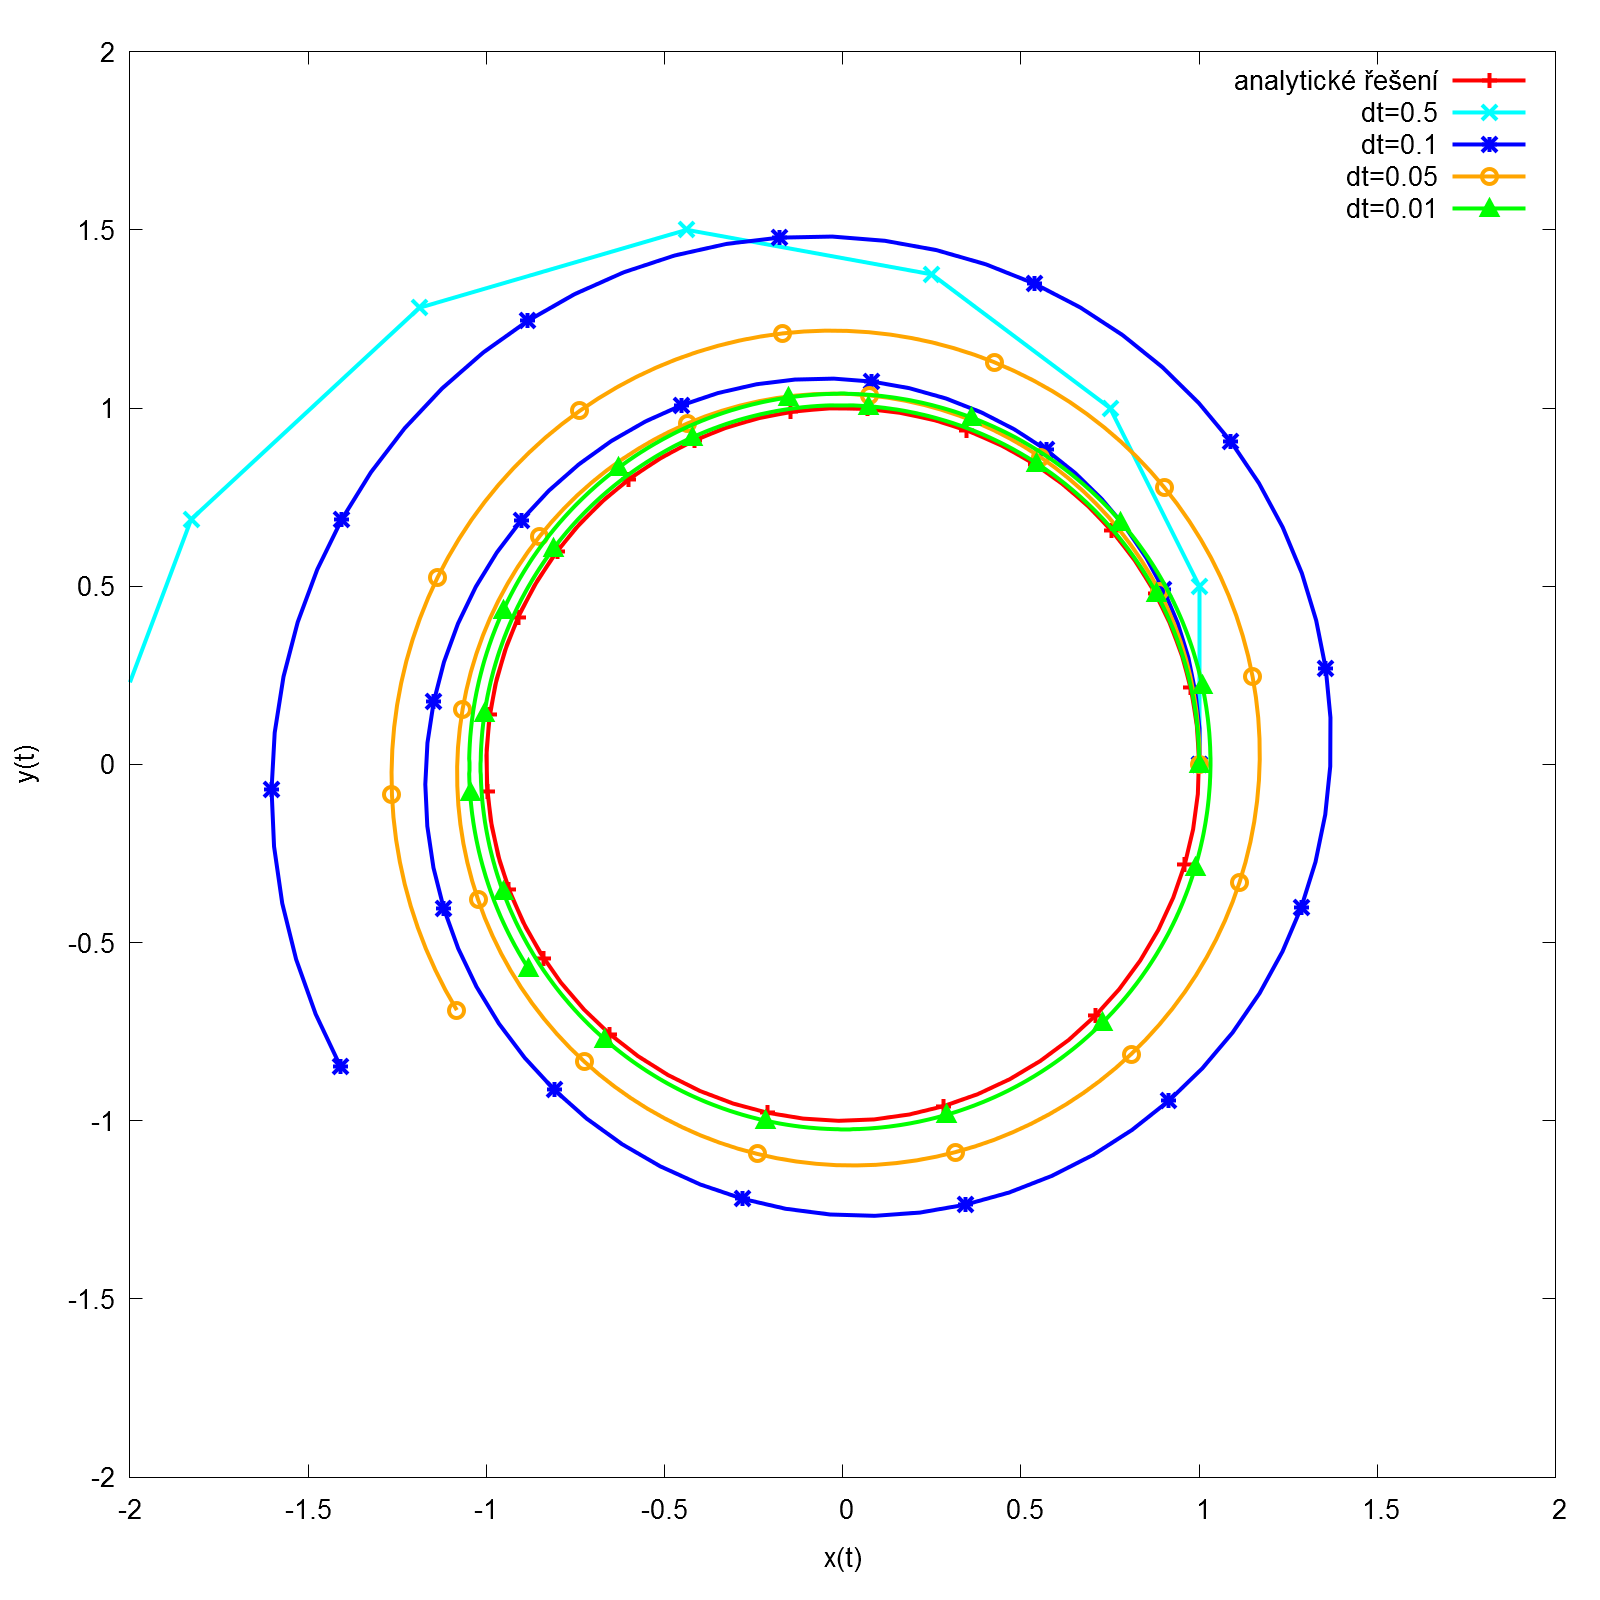 analytické řešení
dt=0.5
dt=0.1
dt=0.05
dt=0.01
2
1.5
1
0.5
0
-0.5
-1
-1.5
-2
y(t)
-2 -1.5 -1 -0.5 0 0.5 1 1.5 2
x(t)